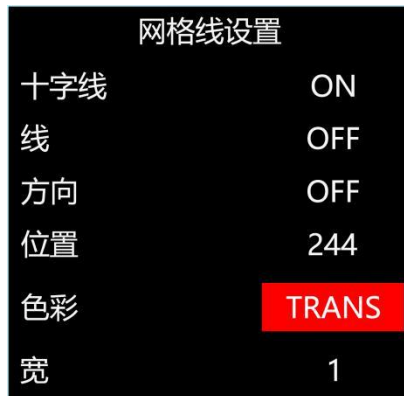 网格线设置
十字线 ON
线 OFF
方向 OFF
位置 244
色彩 TRANS
宽 1